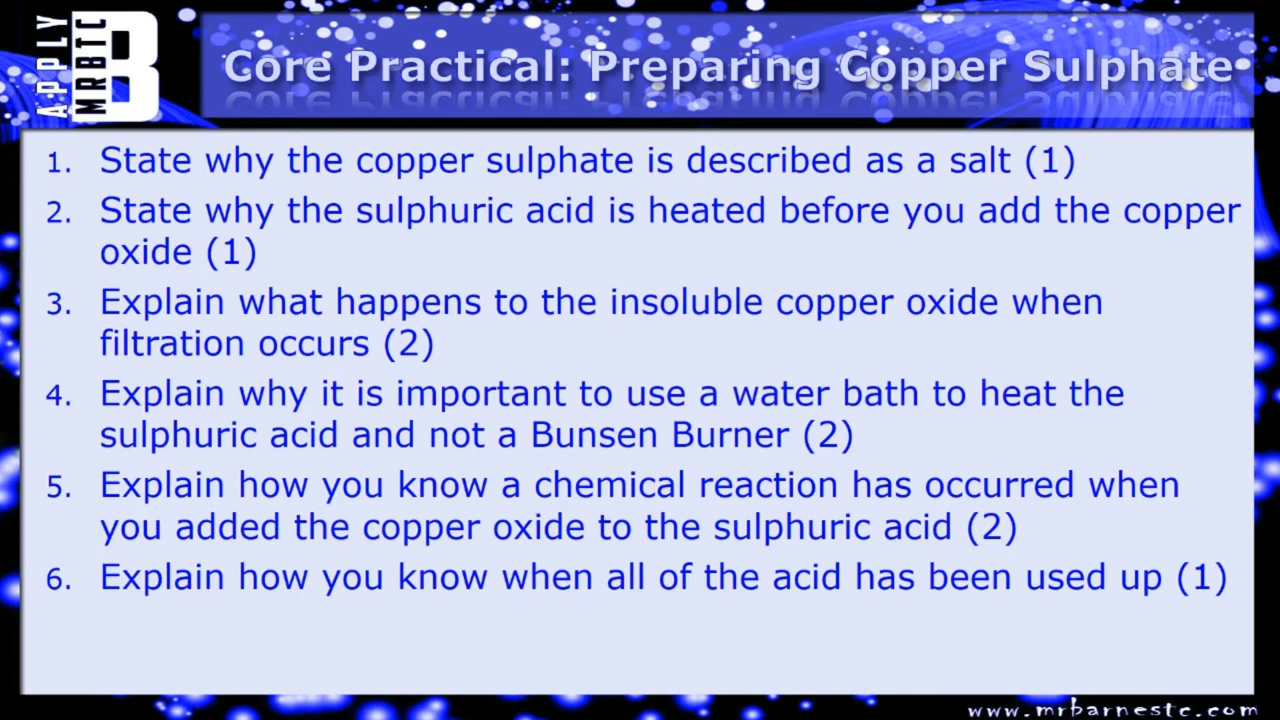 APPLY
MRBTC
B
Core Practical: Preparing Copper Sulphate
1. State why the copper sulphate is described as a salt (1)
2. State why the sulphuric acid is heated before you add the copper
oxide (1)
3. Explain what happens to the insoluble copper oxide when
filtration occurs (2)
4. Explain why it is important to use a water bath to heat the
sulphuric acid and not a Bunsen Burner (2)
5. Explain how you know a chemical reaction has occurred when
you added the copper oxide to the sulphuric acid (2)
6. Explain how you know when all of the acid has been used up (1)
www.mrbarnestc.com